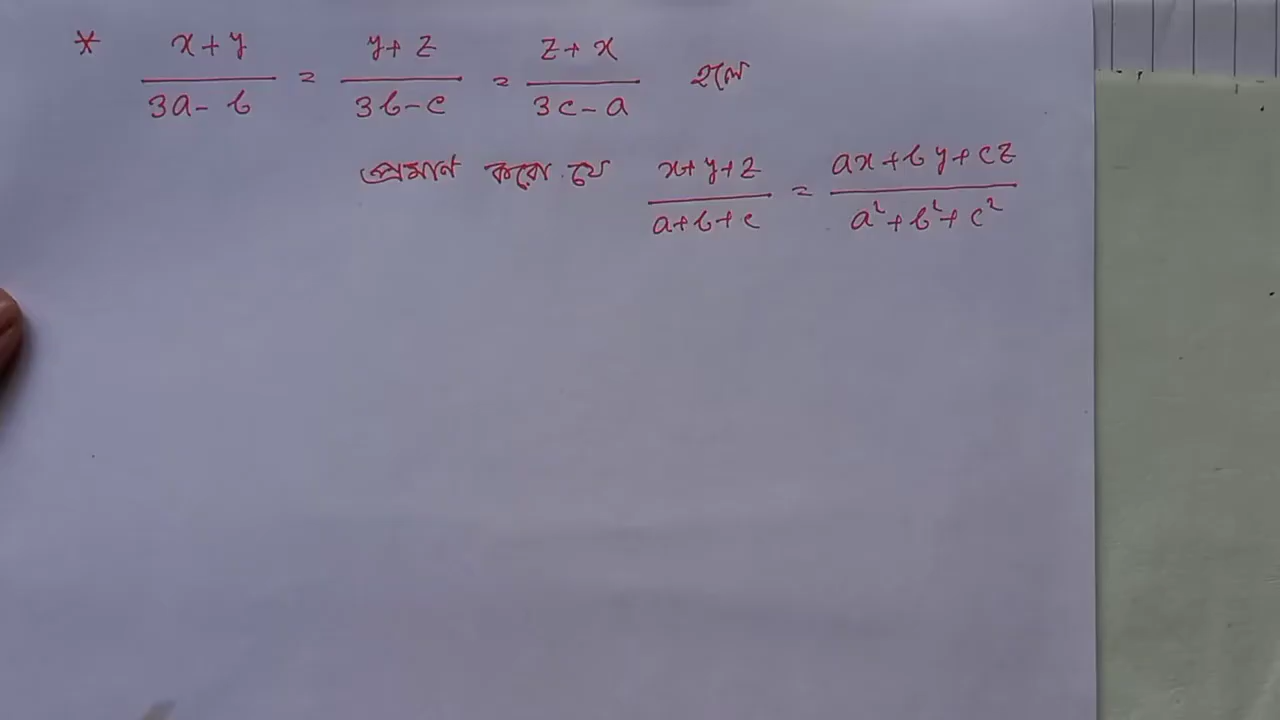 * x+y/3a-b = y+z/3b-c = z+x/3c-a হলে
প্রমাণ করো যে x+y+z/a+b+c = ax+by+cz/a²+b²+c²